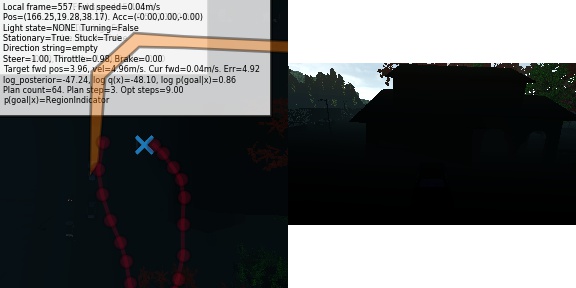 Local frame=557. Fwd speed=0.04m/s
Pos=(166.25,19.28,38.17). Acc=(-0.00,0.00,-0.00)
Light state=NONE. Turning=False
Stationary=True. Stuck=True
Direction string=empty
Steer=1.00, Throttle=0.98, Brake=0.00
Target fwd pos=3.96, vel=4.96m/s. Cur fwd=0.04m/s. Err=4.92
log_posterior=-47.24, log q(x)=-48.10, log p(goal|x)=0.86
Plan count=64. Plan step=3. Opt steps=9.00
p(goal|x)=RegionIndicator